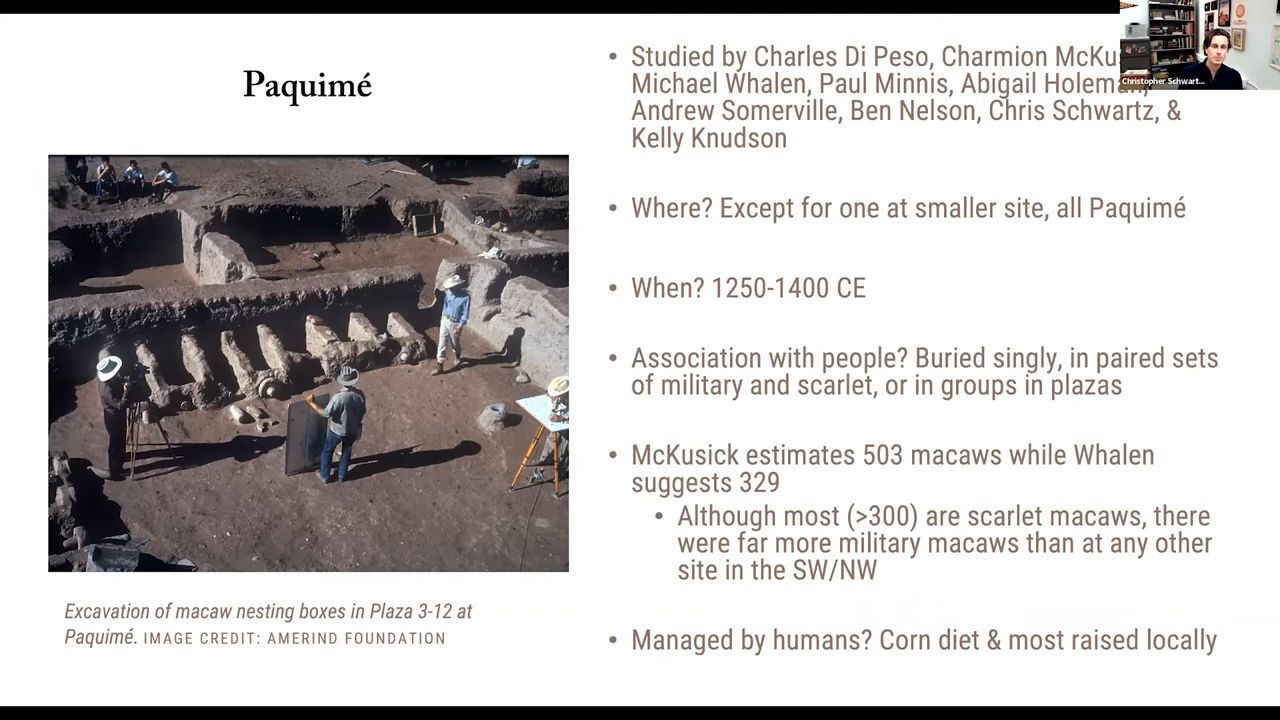 Paquimé
• Studied by Charles Di Peso, Charmion
Michael Whalen, Paul Minnis, Abigail Holeman,
Andrew Somerville, Ben Nelson, Chris Schwartz, &
Kelly Knudson
• Where? Except for one at smaller site, all Paquimé
• When? 1250-1400 CE
• Association with people? Buried singly, in paired sets
of military and scarlet, or in groups in plazas
• McKusick estimates 503 macaws while Whalen
suggests 329
• Although most (>300) are scarlet macaws, there
were far more military macaws than at any other
site in the SW/NW
• Managed by humans? Corn diet & most raised locally
Excavation of macaw nesting boxes in Plaza 3-12 at
Paquimé. IMAGE CREDIT: AMERIND FOUNDATION
Christopher Schwart...